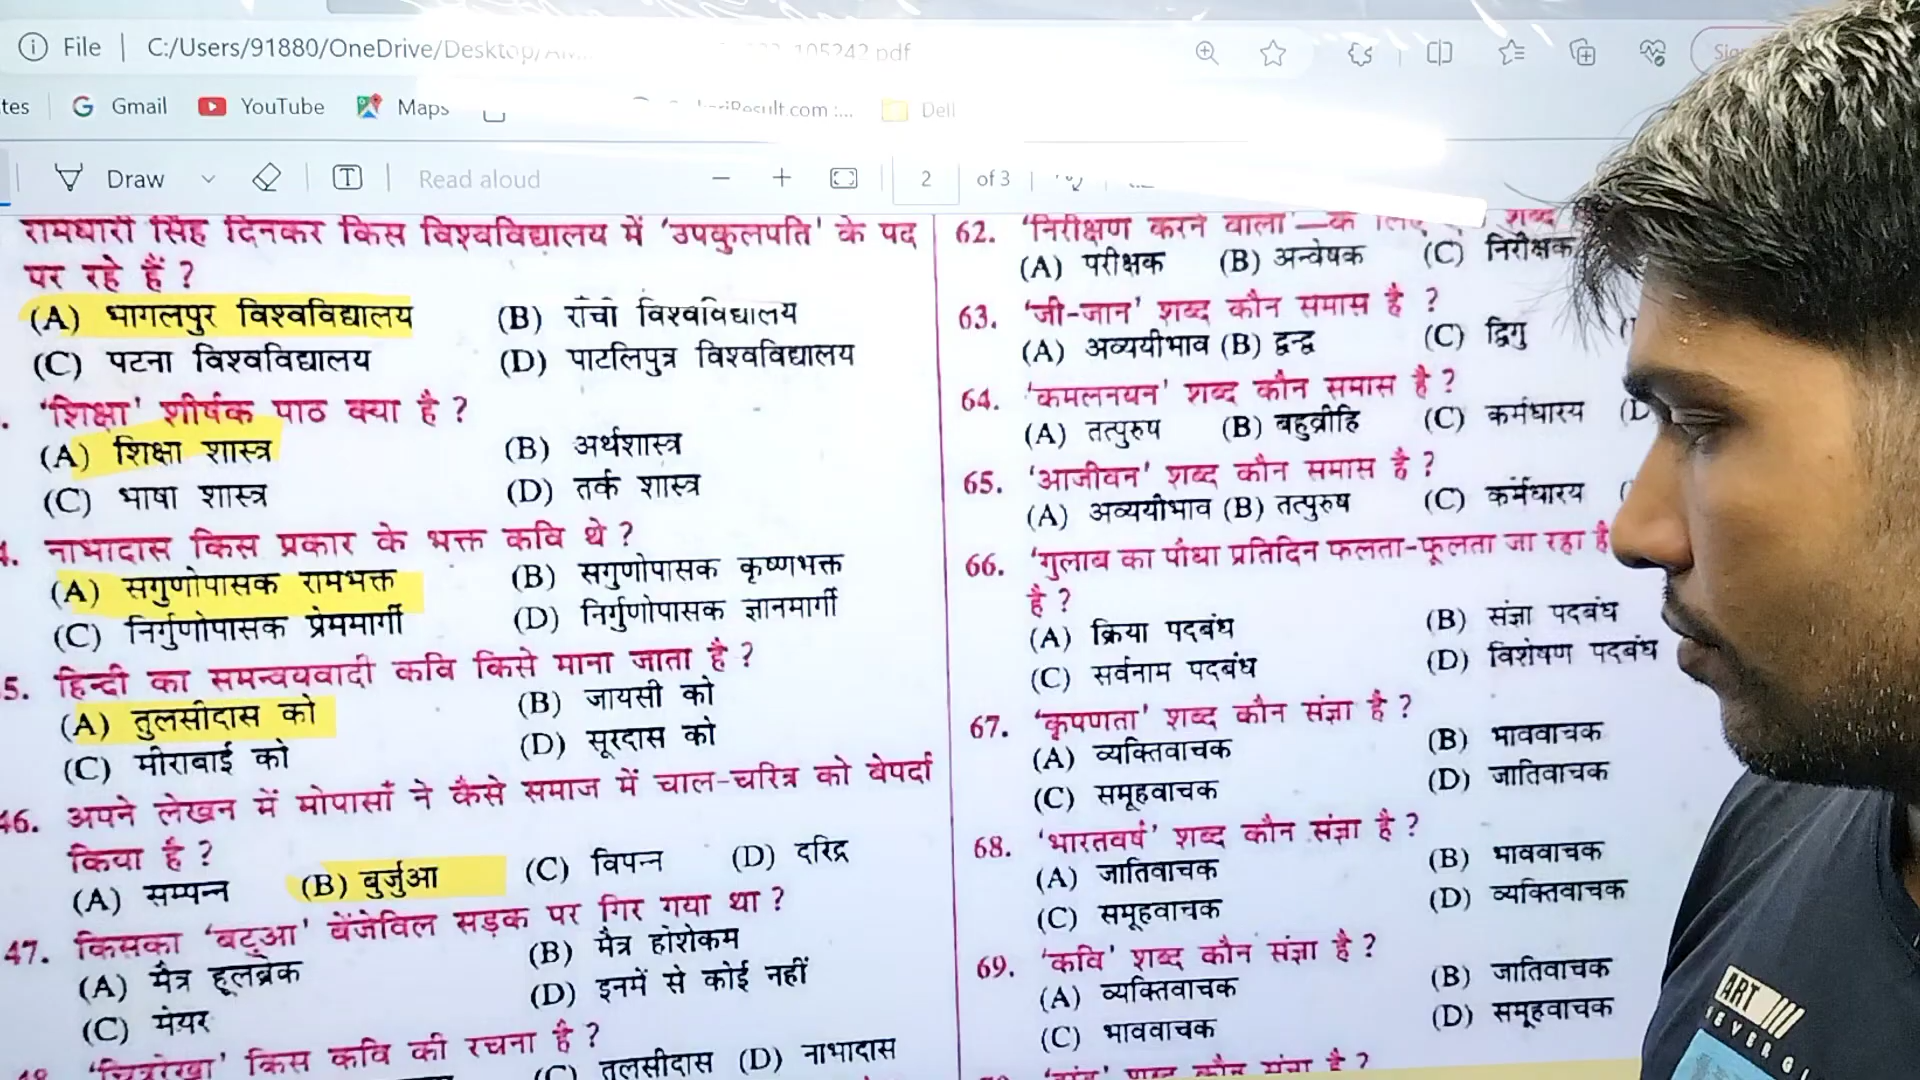 File
C:/Users/91880/OneDrive/Desktop/
105242.pdf
tes
Gmail
YouTube
Maps
Dell
Draw
Read aloud
2
of 3
रामधारी सिंह दिनकर किस विश्वविद्यालय में 'उपकुलपति' के पद
पर रहे हैं ?
(A) भागलपुर विश्वविद्यालय (B) राँची विश्वविद्यालय
(C) पटना विश्वविद्यालय (D) पाटलिपुत्र विश्वविद्यालय
'शिक्षा' शीर्षक पाठ क्या है ?
(A) शिक्षा शास्त्र (B) अर्थशास्त्र
(C) भाषा शास्त्र (D) तर्क शास्त्र
नाभादास किस प्रकार के भक्त कवि थे ?
(A) सगुणोपासक रामभक्त (B) सगुणोपासक कृष्णभक्त
(C) निर्गुणोपासक प्रेममार्गी (D) निर्गुणोपासक ज्ञानमार्गी
5. हिन्दी का समन्वयवादी कवि किसे माना जाता है ?
(A) तुलसीदास को (B) जायसी को
(C) मीराबाई को (D) सूरदास को
46. अपने लेखन में मोपासाँ ने कैसे समाज में चाल-चरित्र को बेपर्दा
किया है ?
(A) सम्पन्न (B) बुर्जुआ (C) विपन्न (D) दरिद्र
47. किसका 'बटुआ' बेंजेविल सड़क पर गिर गया था ?
(A) मैत्र हूलब्रेक (B) मैत्र होशेकम
(C) मेयर (D) इनमें से कोई नहीं
'चित्ररेखा' किस कवि की रचना है ?
(C) तुलसीदास (D) नाभादास
62. 'निरीक्षण करने वाला'—के शब्द
(A) परीक्षक (B) अन्वेषक (C) निरीक्षक
63. 'जी-जान' शब्द कौन समास है ?
(A) अव्ययीभाव (B) द्वन्द्व (C) द्विगु
64. 'कमलनयन' शब्द कौन समास है ?
(A) तत्पुरुष (B) बहुव्रीहि (C) कर्मधारय
65. 'आजीवन' शब्द कौन समास है ?
(A) अव्ययीभाव (B) तत्पुरुष (C) कर्मधारय
66. 'गुलाब का पौधा प्रतिदिन फलता-फूलता जा रहा है
है ?
(A) क्रिया पदबंध (B) संज्ञा पदबंध
(C) सर्वनाम पदबंध (D) विशेषण पदबंध
67. 'कृपणता' शब्द कौन संज्ञा है ?
(A) व्यक्तिवाचक (B) भाववाचक
(C) समूहवाचक (D) जातिवाचक
68. 'भारतवर्ष' शब्द कौन संज्ञा है ?
(A) जातिवाचक (B) भाववाचक
(C) समूहवाचक (D) व्यक्तिवाचक
69. 'कवि' शब्द कौन संज्ञा है ?
(A) व्यक्तिवाचक (B) जातिवाचक
(C) भाववाचक (D) समूहवाचक
शब्द कौन संज्ञा है ?
ART